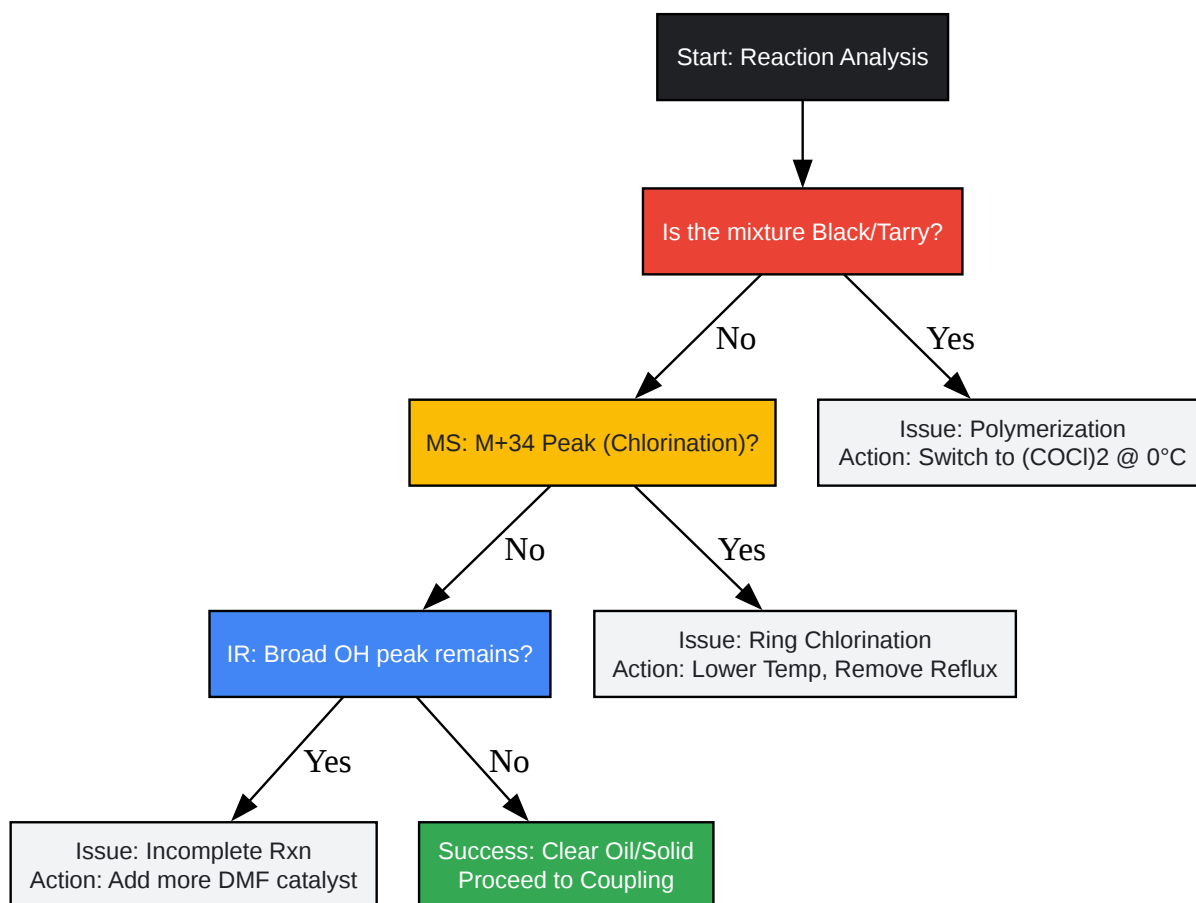 Start: Reaction Analysis
Is the mixture Black/Tarry?
No
Yes
MS: M+34 Peak (Chlorination)?
Issue: Polymerization
Action: Switch to (COCl)2 @ 0°C
No
Yes
IR: Broad OH peak remains?
Issue: Ring Chlorination
Action: Lower Temp, Remove Reflux
Yes
No
Issue: Incomplete Rxn
Action: Add more DMF catalyst
Success: Clear Oil/Solid
Proceed to Coupling